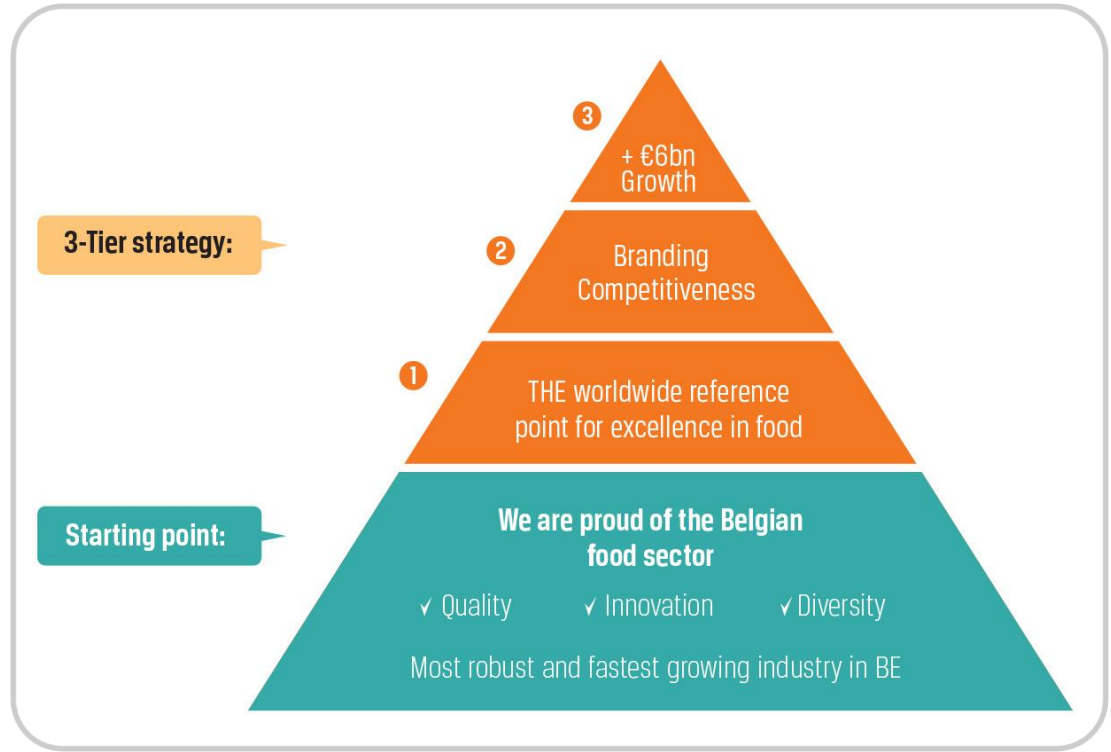 3
+ €6bn
Growth
3-Tier strategy:
2
Branding
Competitiveness
1
THE worldwide reference
point for excellence in food
Starting point:
We are proud of the Belgian
food sector
✓ Quality ✓ Innovation ✓ Diversity
Most robust and fastest growing industry in BE